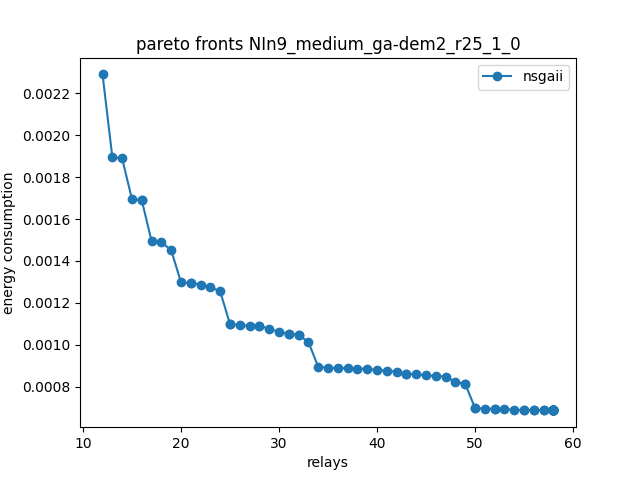 pareto fronts NIn9_medium_ga-dem2_r25_1_0
nsgaii
energy consumption
0.0022
0.0020
0.0018
0.0016
0.0014
0.0012
0.0010
0.0008
10 20 30 40 50 60
relays